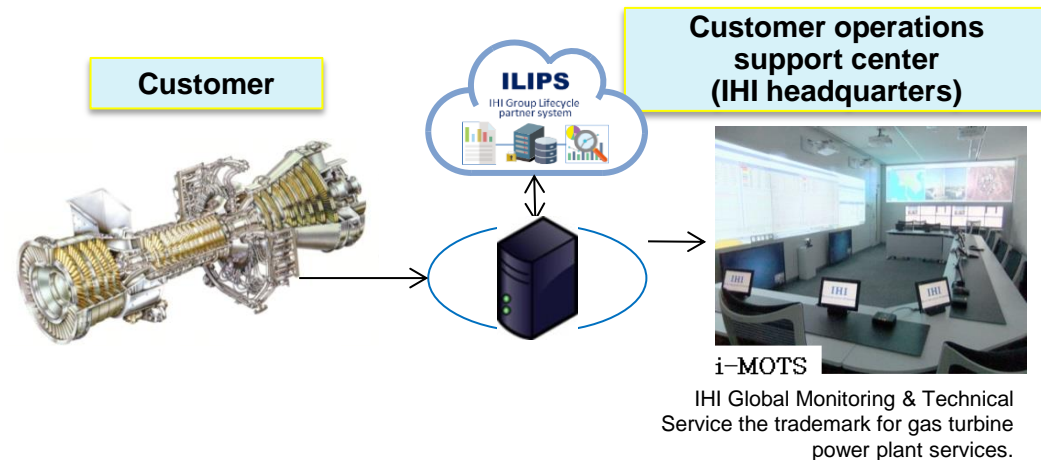 Customer
ILIPS
IHI Group Lifecycle
partner system
Customer operations
support center
(IHI headquarters)
IHI
IHI
IHI
i-MOTS
IHI Global Monitoring & Technical
Service the trademark for gas turbine
power plant services.